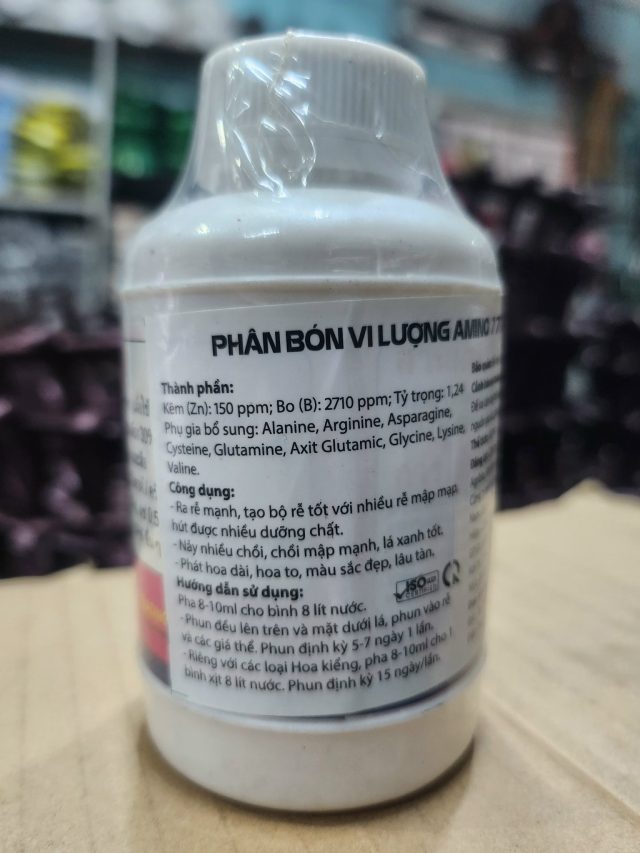 PHÂN BÓN VI LƯỢNG AMINO
Thành phần:
Kẽm (Zn): 150 ppm; Bo (B): 2710 ppm; Tỷ trọng: 1,24
Phụ gia bổ sung: Alanine, Arginine, Asparagine,
Cysteine, Glutamine, Axit Glutamic, Glycine, Lysine,
Valine.
Công dụng:
- Ra rễ mạnh, tạo bộ rễ tốt với nhiều rễ mập mạp,
hút được nhiều dưỡng chất.
- Nảy nhiều chồi, chồi mập mạnh, lá xanh tốt.
- Phát hoa dài, hoa to, màu sắc đẹp, lâu tàn.
Hướng dẫn sử dụng:
ISO
Pha 8-10ml cho bình 8 lít nước.
- Phun đều lên trên và mặt dưới lá, phun vào rễ
và các giá thể. Phun định kỳ 5-7 ngày 1 lần.
- Riêng với các loại Hoa kiểng, pha 8-10ml cho 1
bình xịt 8 lít nước. Phun định kỳ 15 ngày/lần.